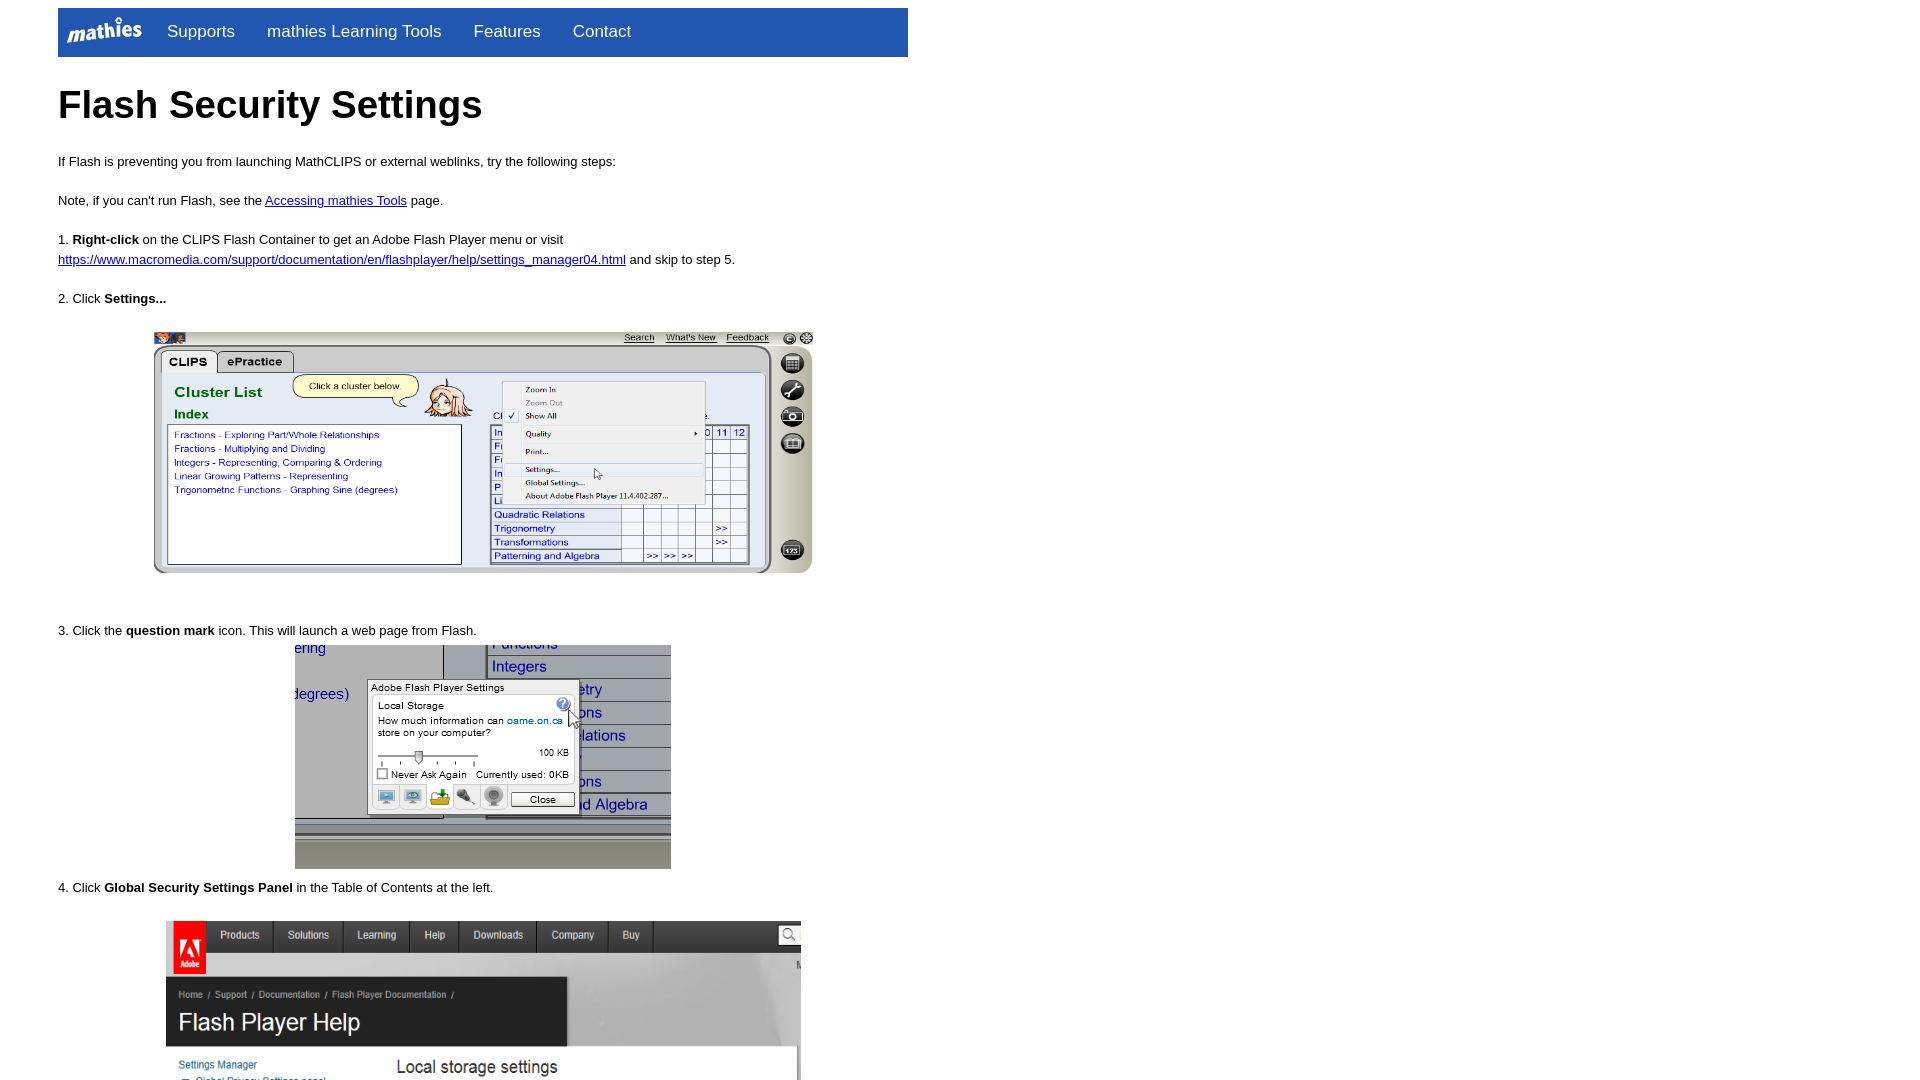 mathies Supports mathies Learning Tools Features Contact
Flash Security Settings
If Flash is preventing you from launching MathCLIPS or external weblinks, try the following steps:
Note, if you can't run Flash, see the Accessing mathies Tools page.
1. Right-click on the CLIPS Flash Container to get an Adobe Flash Player menu or visit
https://www.macromedia.com/support/documentation/en/flashplayer/help/settings_manager04.html and skip to step 5.
2. Click Settings...
Search What's New Feedback
CLIPS ePractice
Click a cluster below.
Cluster List
Index
Fractions - Exploring Part/Whole Relationships
Fractions - Multiplying and Dividing
Integers - Representing, Comparing & Ordering
Linear Growing Patterns - Representing
Trigonometric Functions - Graphing Sine (degrees)
Zoom In
Zoom Out
Show All
Quality
Print...
Settings...
Global Settings...
About Adobe Flash Player 11.4.402.287...
0 11 12
Quadratic Relations
Trigonometry >>
Transformations >>
Patterning and Algebra >> >> >>
123
3. Click the question mark icon. This will launch a web page from Flash.
ering
Functions
Integers
degrees)
etry
ons
elations
ons
nd Algebra
Adobe Flash Player Settings
Local Storage
How much information can oame.on.ca
store on your computer?
100 KB
Never Ask Again Currently used: 0KB
Close
4. Click Global Security Settings Panel in the Table of Contents at the left.
Adobe Products Solutions Learning Help Downloads Company Buy
Home / Support / Documentation / Flash Player Documentation /
Flash Player Help
Settings Manager
Local storage settings
Global Privacy Settings panel